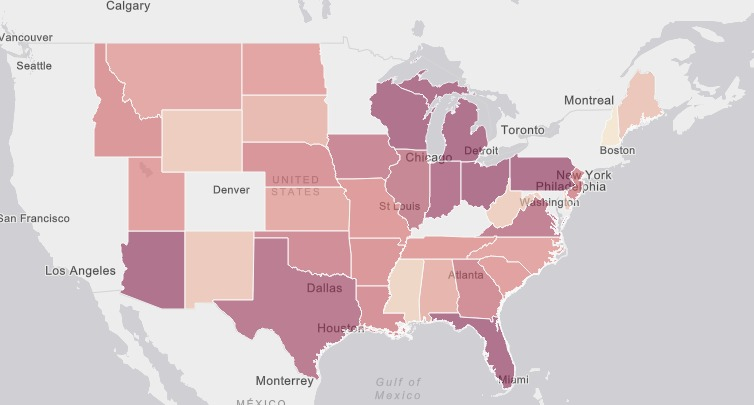 Calgary
Vancouver
Seattle
Montreal
Toronto
Boston
Detroit
Chicago
New York
Philadelphia
UNITED
STATES
Denver
Washington
St Louis
San Francisco
Los Angeles
Atlanta
Dallas
Houston
Miami
Monterrey
Gulf of
Mexico
MÉXICO